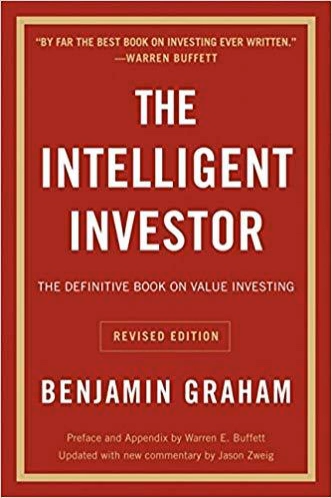 “BY FAR THE BEST BOOK ON INVESTING EVER WRITTEN.”
—WARREN BUFFETT
THE
INTELLIGENT
INVESTOR
THE DEFINITIVE BOOK ON VALUE INVESTING
REVISED EDITION
BENJAMIN GRAHAM
Preface and Appendix by Warren E. Buffett
Updated with new commentary by Jason Zweig